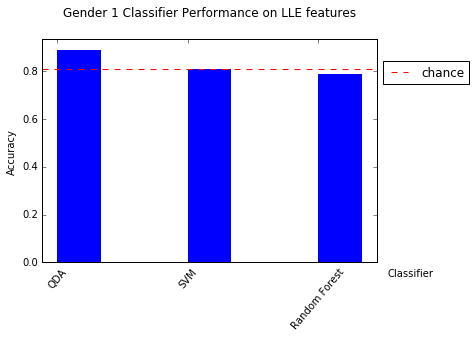 Gender 1 Classifier Performance on LLE features
chance
Accuracy
0.8
0.6
0.4
0.2
0.0
QDA
SVM
Random Forest
Classifier